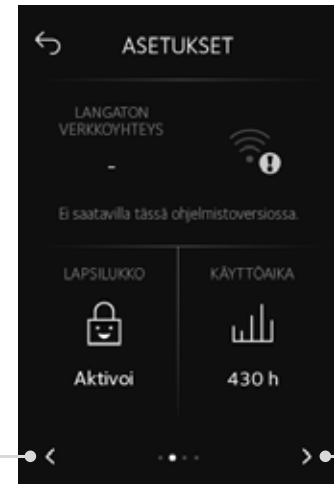 ASETUKSET
LANGATON
VERKKOYHTEYS
-
Ei saatavilla tässä ohjelmistoversiossa.
LAPSILUKKO
KÄYTTÖAIKA
Aktivoi
430 h